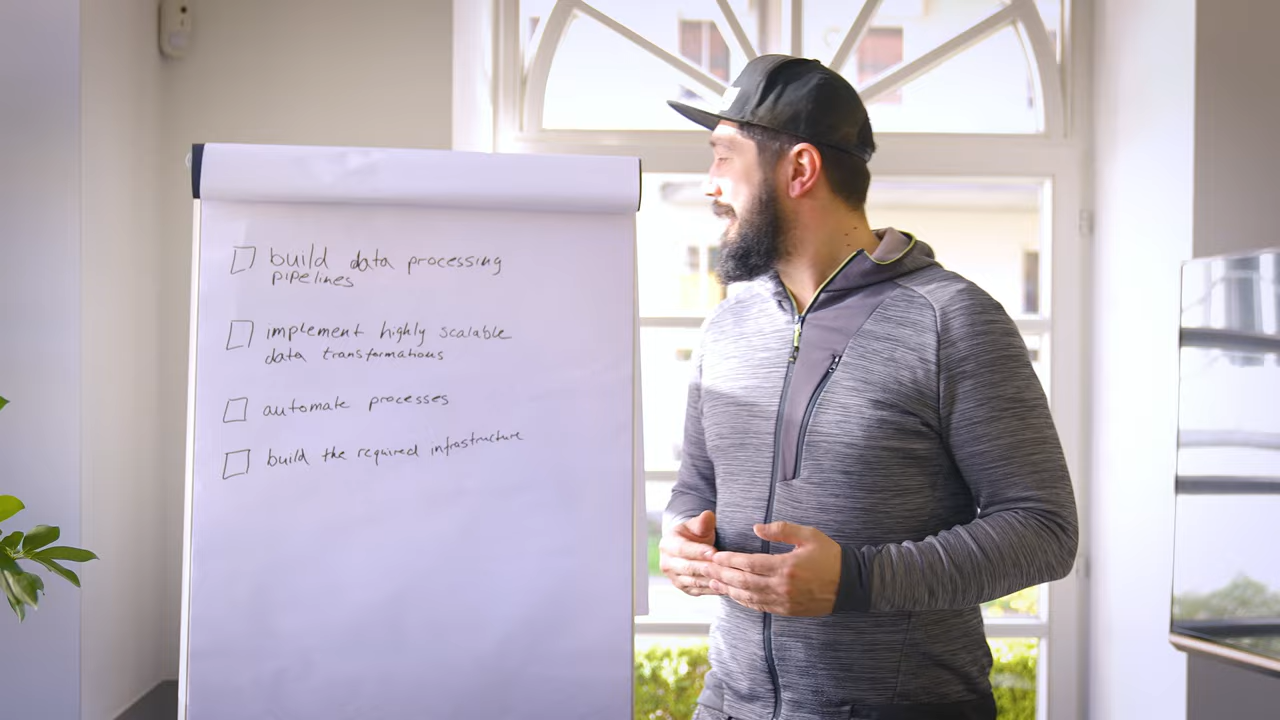 build data processing
pipelines
implement highly scalable
data transformations
automate processes
build the required infrastructure